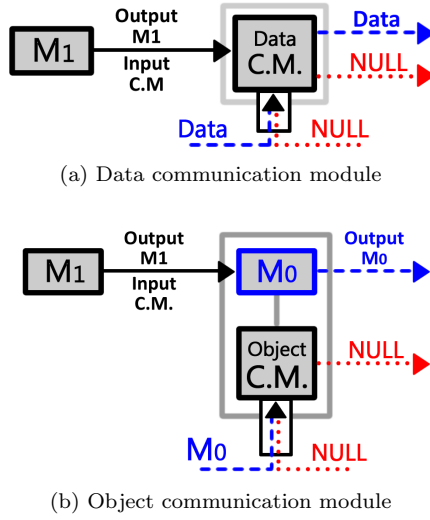 Output
M1
Data
M1
Input
C.M
Data
C.M.
NULL
Data
NULL
(a) Data communication module
Output
M1
Output
M0
M1
M0
Input
C.M.
Object
C.M.
NULL
M0
NULL
(b) Object communication module